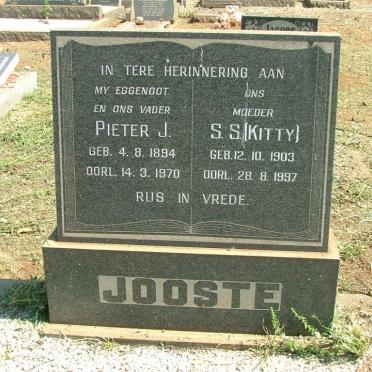 JACOBS
IN TERE HERINNERING AAN
MY EGGENOOT
EN ONS VADER
PIETER J.
GEB. 4. 8. 1894
OORL. 14. 3. 1970
ONS
MOEDER
S. S. (KITTY)
GEB. 12. 10. 1903
OORL. 28. 8. 1997
RUS IN VREDE.
JOOSTE